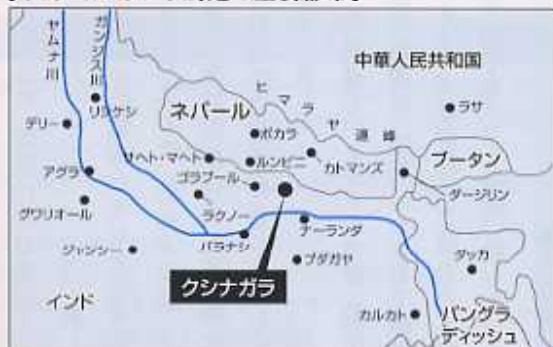 ヤムナ川
ガンジス川
リシケシ
デリー
アグラ
グワリオール
ジャンシー
インド
ネパール
ヒマラヤ連峰
ポカラ
サヘト・マヘト
ルンビニ
カトマンズ
ゴラプール
ラクノー
バラナシ
ナーランダ
ブダガヤ
クシナガラ
中華人民共和国
ラサ
ブータン
ダージリン
ダッカ
カルカト
バングラ
ディッシュ